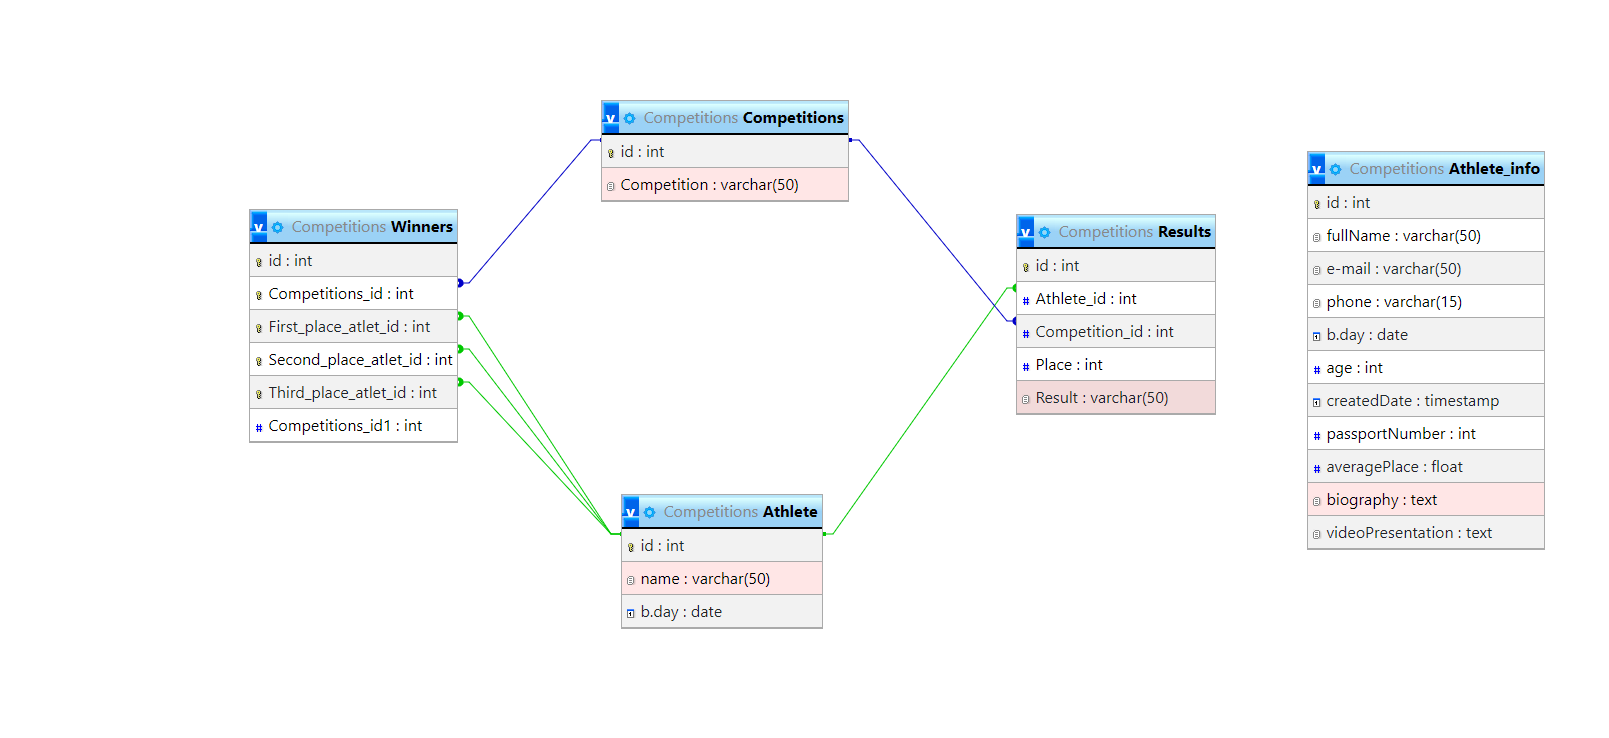 v Competitions Competitions
id : int
Competition : varchar(50)
v Competitions Winners
id : int
Competitions_id : int
First_place_atlet_id : int
Second_place_atlet_id : int
Third_place_atlet_id : int
# Competitions_id1 : int
v Competitions Athlete
id : int
name : varchar(50)
b.day : date
v Competitions Results
id : int
# Athlete_id : int
# Competition_id : int
# Place : int
Result : varchar(50)
v Competitions Athlete_info
id : int
fullName : varchar(50)
e-mail : varchar(50)
phone : varchar(15)
b.day : date
# age : int
createdDate : timestamp
# passportNumber : int
# averagePlace : float
biography : text
videoPresentation : text